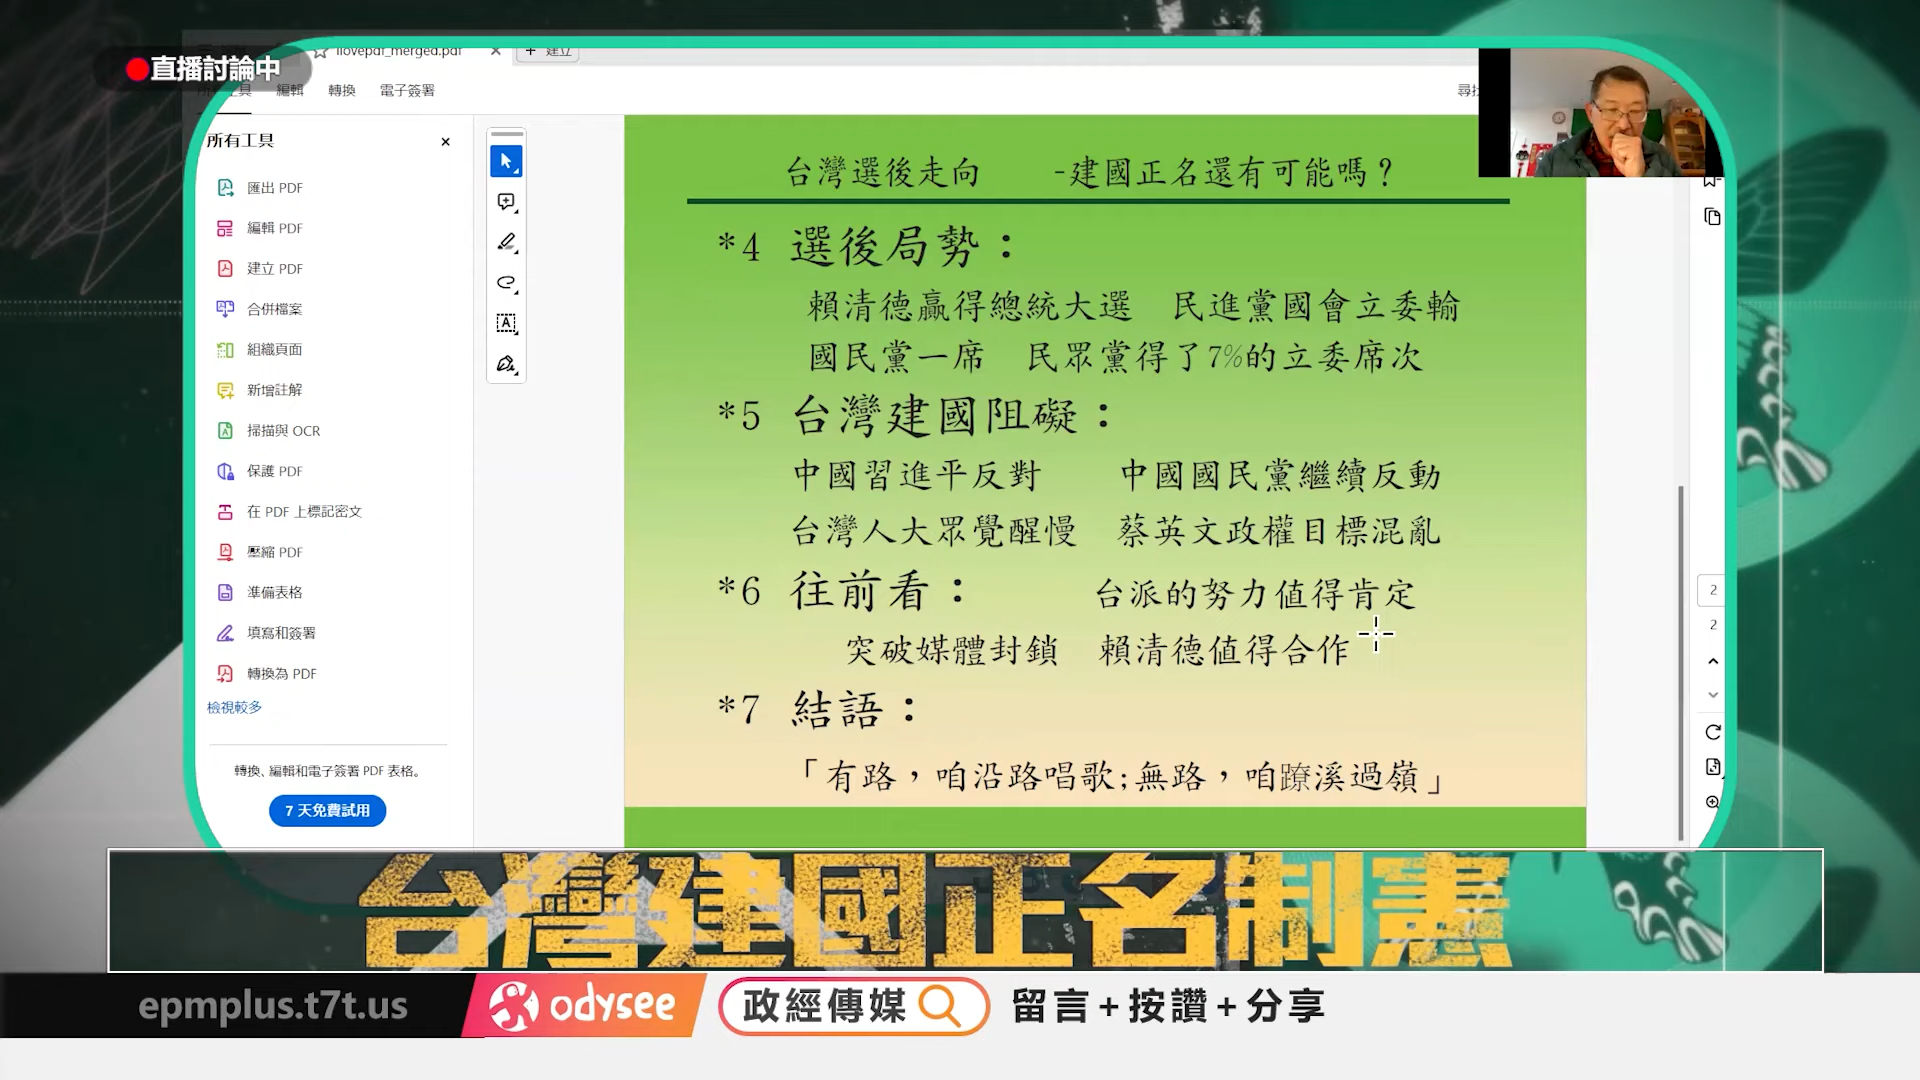 直播討論中
ilovepdf_merged.pdf
+ 建立
編輯 轉換 電子簽署
所有工具
匯出 PDF
編輯 PDF
建立 PDF
合併檔案
組織頁面
新增註解
掃描與 OCR
保護 PDF
在 PDF 上標記密文
壓縮 PDF
準備表格
填寫和簽署
轉換為 PDF
檢視較多
轉換、編輯和電子簽署 PDF 表格。
7 天免費試用
台灣選後走向 -建國正名還有可能嗎？
*4 選後局勢：
賴清德贏得總統大選 民進黨國會立委輸
國民黨一席 民眾黨得了7%的立委席次
*5 台灣建國阻礙：
中國習進平反對 中國國民黨繼續反動
台灣人大眾覺醒慢 蔡英文政權目標混亂
*6 往前看： 台派的努力值得肯定
突破媒體封鎖 賴清德值得合作
*7 結語：
「有路，咱沿路唱歌;無路，咱蹽溪過嶺」
2
2
台灣建國正名制憲
epmplus.t7t.us
odysee
政經傳媒
留言+按讚+分享